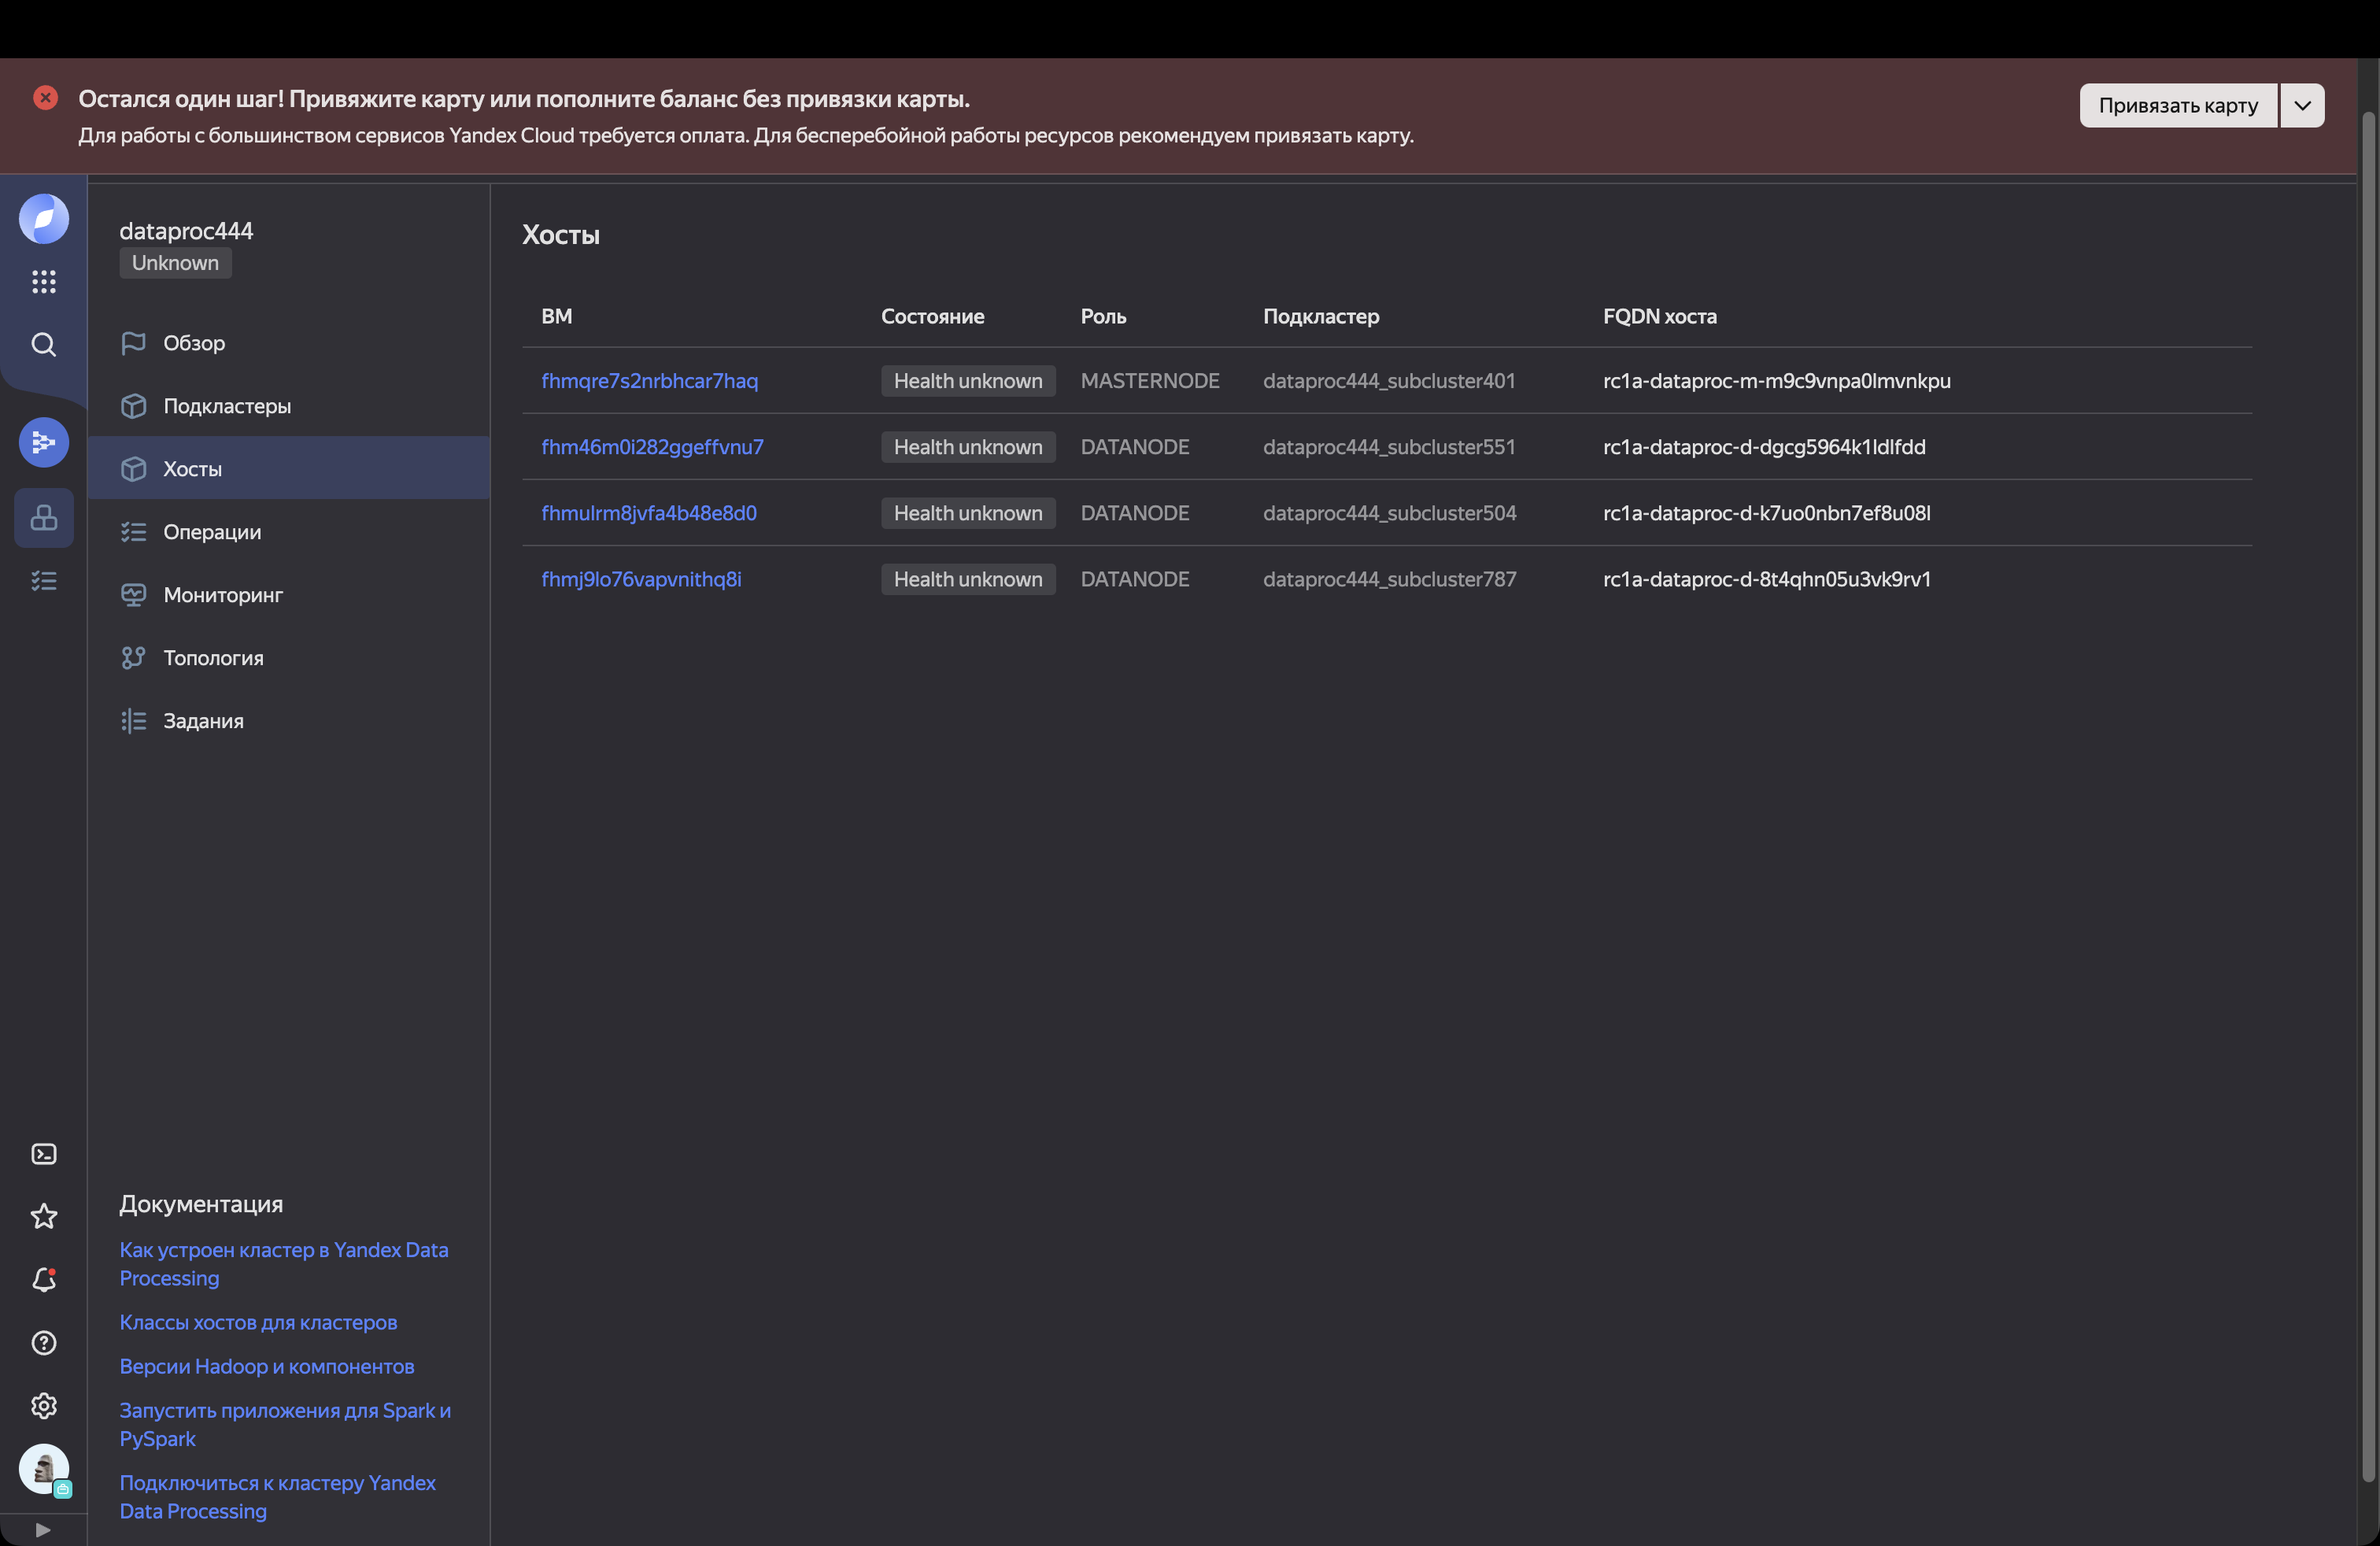 Остался один шаг! Привяжите карту или пополните баланс без привязки карты.
Для работы с большинством сервисов Yandex Cloud требуется оплата. Для бесперебойной работы ресурсов рекомендуем привязать карту.
Привязать карту
dataproc444
Unknown
Обзор
Подкластеры
Хосты
Операции
Мониторинг
Топология
Задания
Документация
Как устроен кластер в Yandex Data
Processing
Классы хостов для кластеров
Версии Hadoop и компонентов
Запустить приложения для Spark и
PySpark
Подключиться к кластеру Yandex
Data Processing
Хосты
ВМ Состояние Роль Подкластер FQDN хоста
fhmqre7s2nrbhcar7haq Health unknown MASTERNODE dataproc444_subcluster401 rc1a-dataproc-m-m9c9vnpa0lmvnkpu
fhm46m0i282ggeffvnu7 Health unknown DATANODE dataproc444_subcluster551 rc1a-dataproc-d-dgcg5964k1ldlfdd
fhmulrm8jvfa4b48e8d0 Health unknown DATANODE dataproc444_subcluster504 rc1a-dataproc-d-k7uo0nbn7ef8u08l
fhmj9lo76vapvnithq8i Health unknown DATANODE dataproc444_subcluster787 rc1a-dataproc-d-8t4qhn05u3vk9rv1